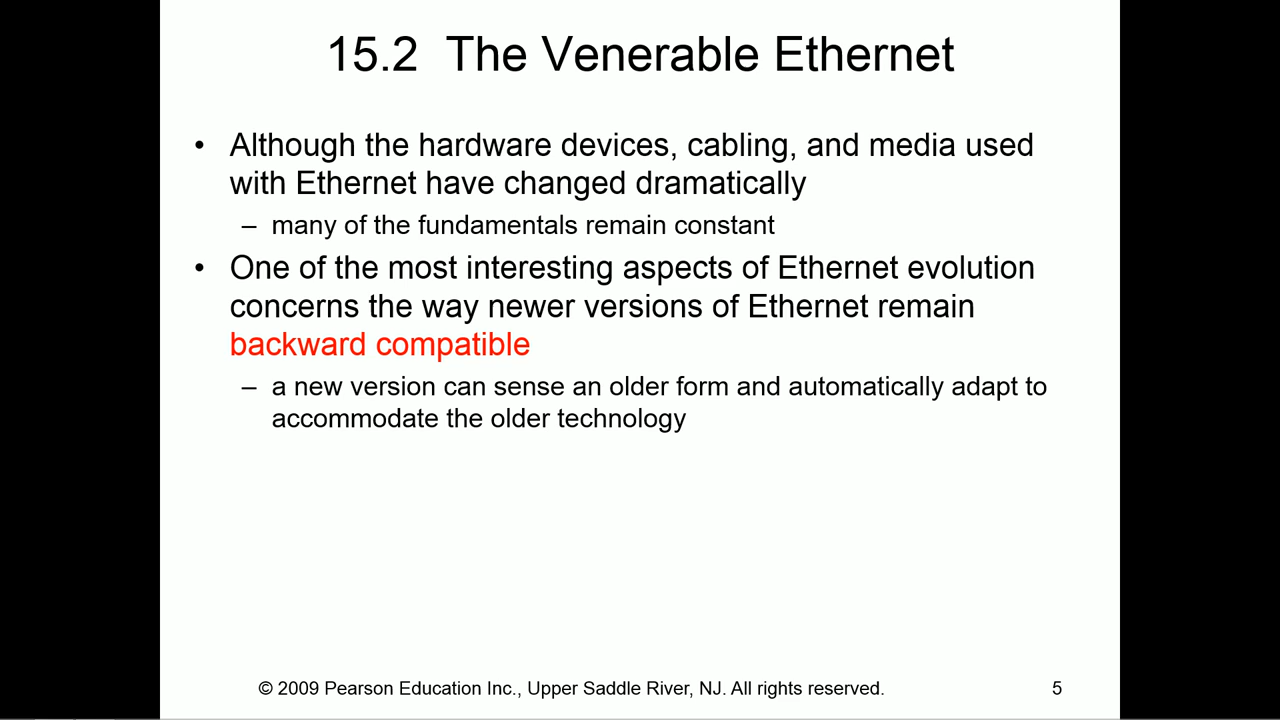 15.2 The Venerable Ethernet
• Although the hardware devices, cabling, and media used
with Ethernet have changed dramatically
– many of the fundamentals remain constant
• One of the most interesting aspects of Ethernet evolution
concerns the way newer versions of Ethernet remain
backward compatible
– a new version can sense an older form and automatically adapt to
accommodate the older technology
© 2009 Pearson Education Inc., Upper Saddle River, NJ. All rights reserved.
5